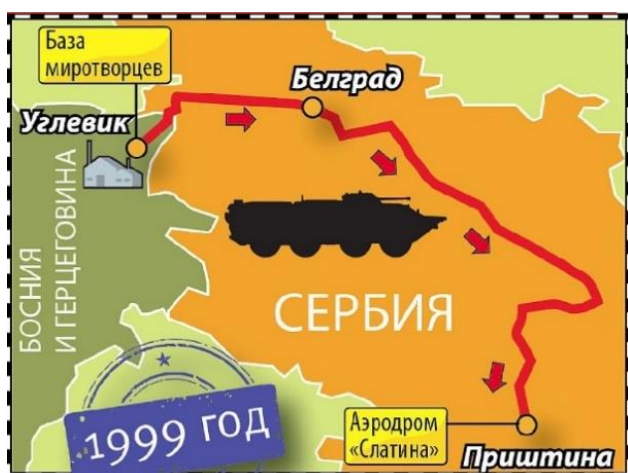 База
миротворцев
Белград
Углевик
БОСНИЯ
И ГЕРЦЕГОВИНА
СЕРБИЯ
1999 ГОД
Аэродром
«Слатина»
Приштина